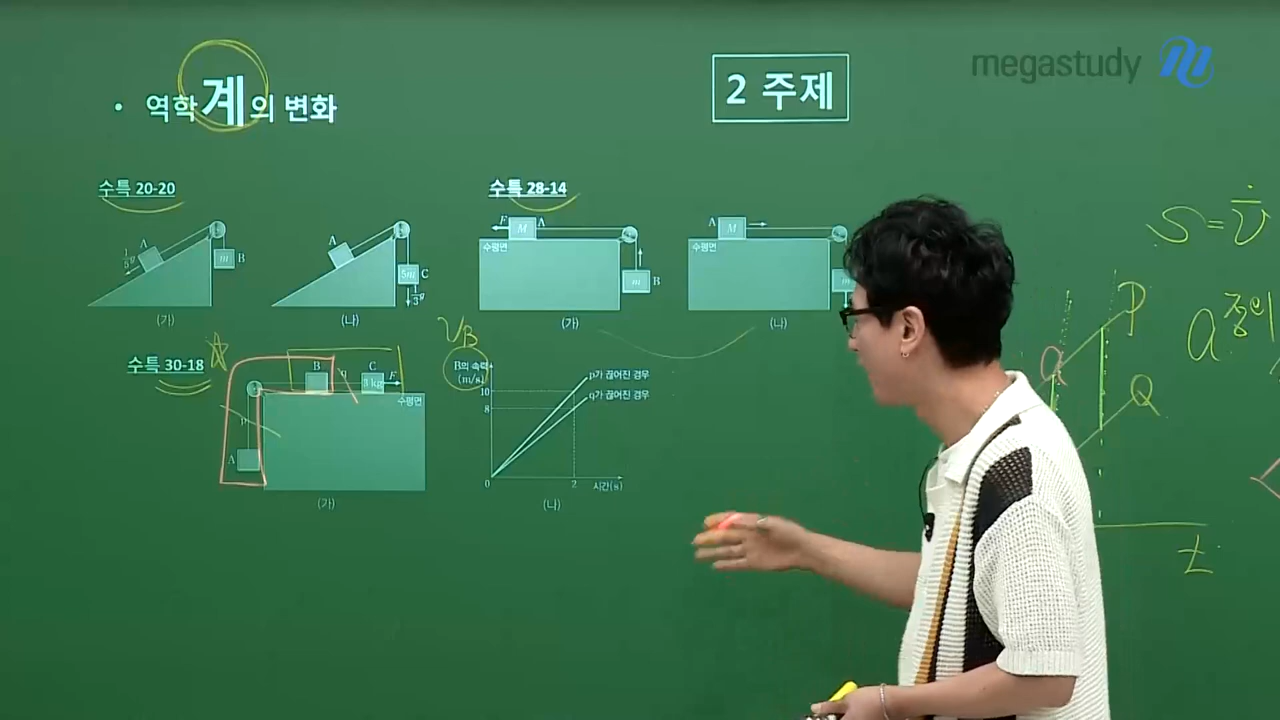 megastudy
• 역학계의 변화
2 주제
수특 20-20
A
B
m
(가)
A
5m
C
(나)
수특 28-14
F
M
A
수평면
m
B
(가)
A
M
수평면
m
(나)
수특 30-18
B
q
C
3 kg
F
수평면
p
A
(가)
V_B
B의 속력
(m/s)
10
8
0
2
시간(s)
p가 끊어진 경우
q가 끊어진 경우
(나)
S = v̄
P
Q
t